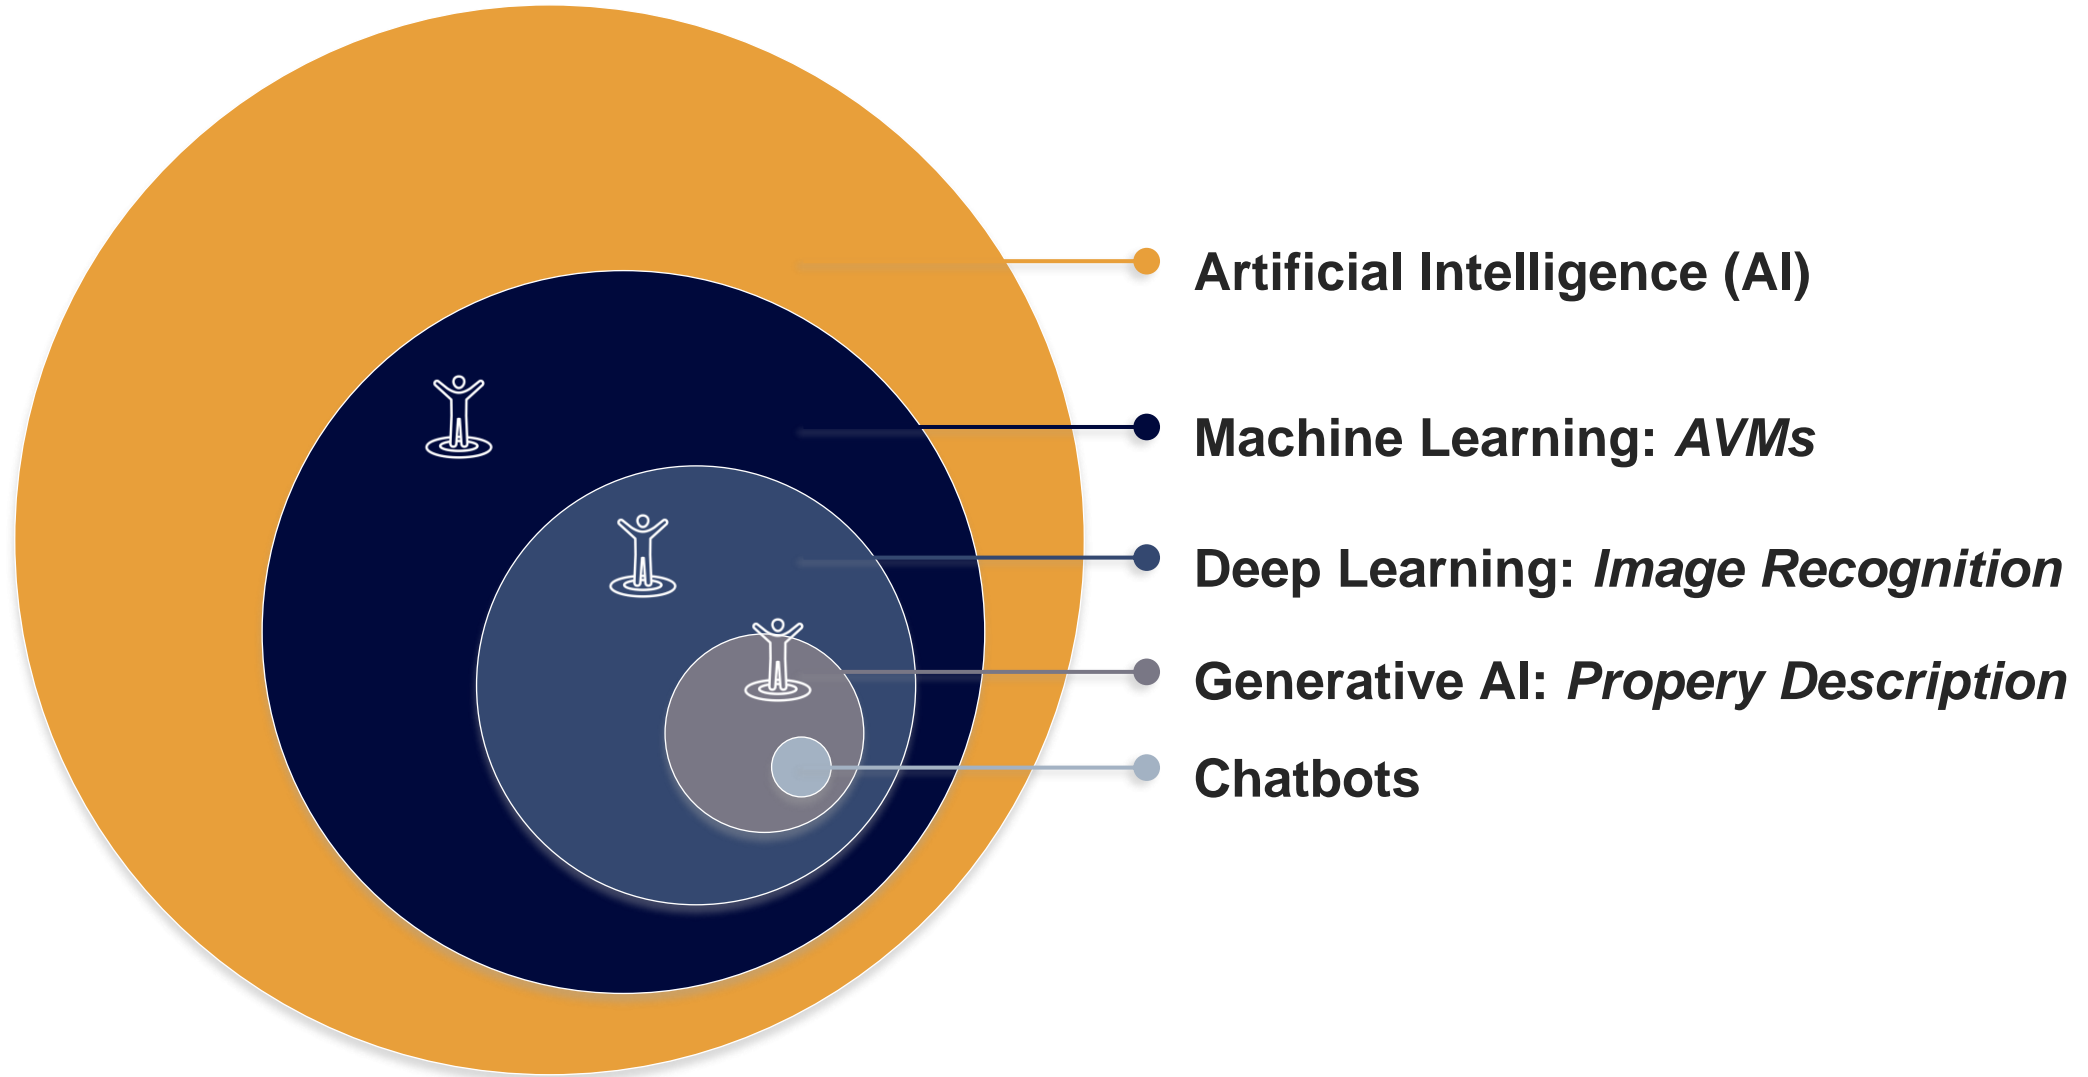 Artificial Intelligence (AI)
Machine Learning: AVMs
Deep Learning: Image Recognition
Generative AI: Propery Description
Chatbots